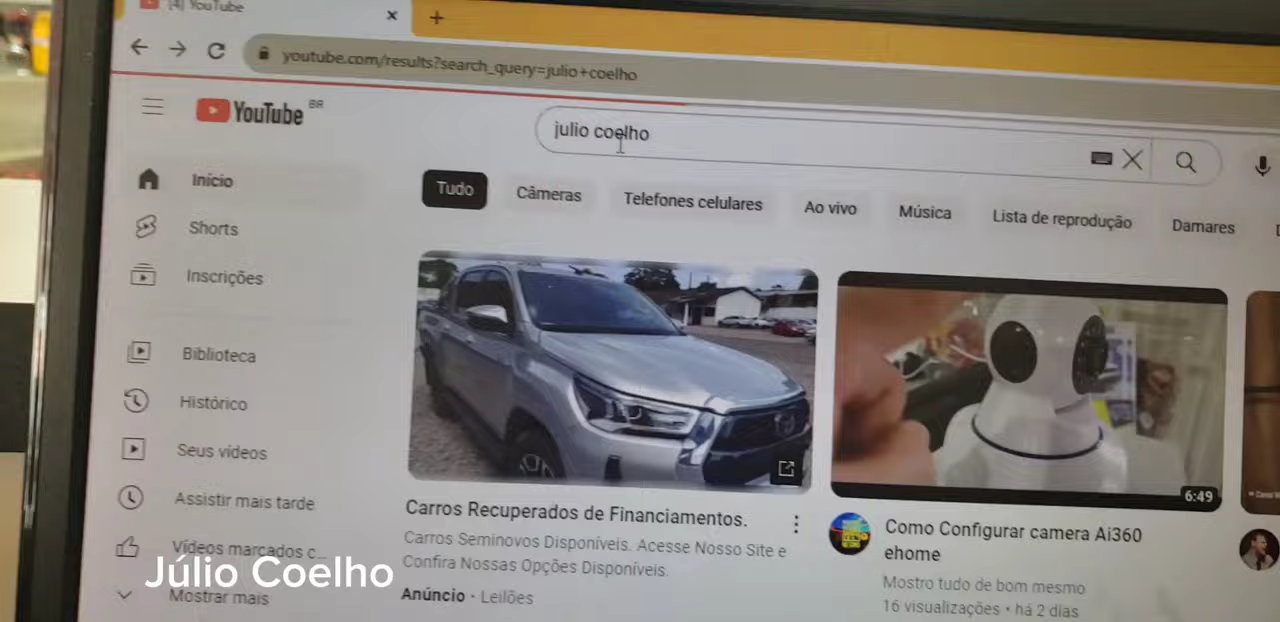 (4) YouTube
youtube.com/results?search_query=julio+coelho
YouTube BR
julio coelho
Início
Shorts
Inscrições
Biblioteca
Histórico
Seus vídeos
Assistir mais tarde
Vídeos marcados c...
Mostrar mais
Tudo
Câmeras
Telefones celulares
Ao vivo
Música
Lista de reprodução
Damares
Carros Recuperados de Financiamentos.
Carros Seminovos Disponíveis. Acesse Nosso Site e
Confira Nossas Opções Disponíveis.
Anúncio • Leilões
6:49
Como Configurar camera Ai360
ehome
Mostro tudo de bom mesmo
16 visualizações • há 2 dias
Júlio Coelho